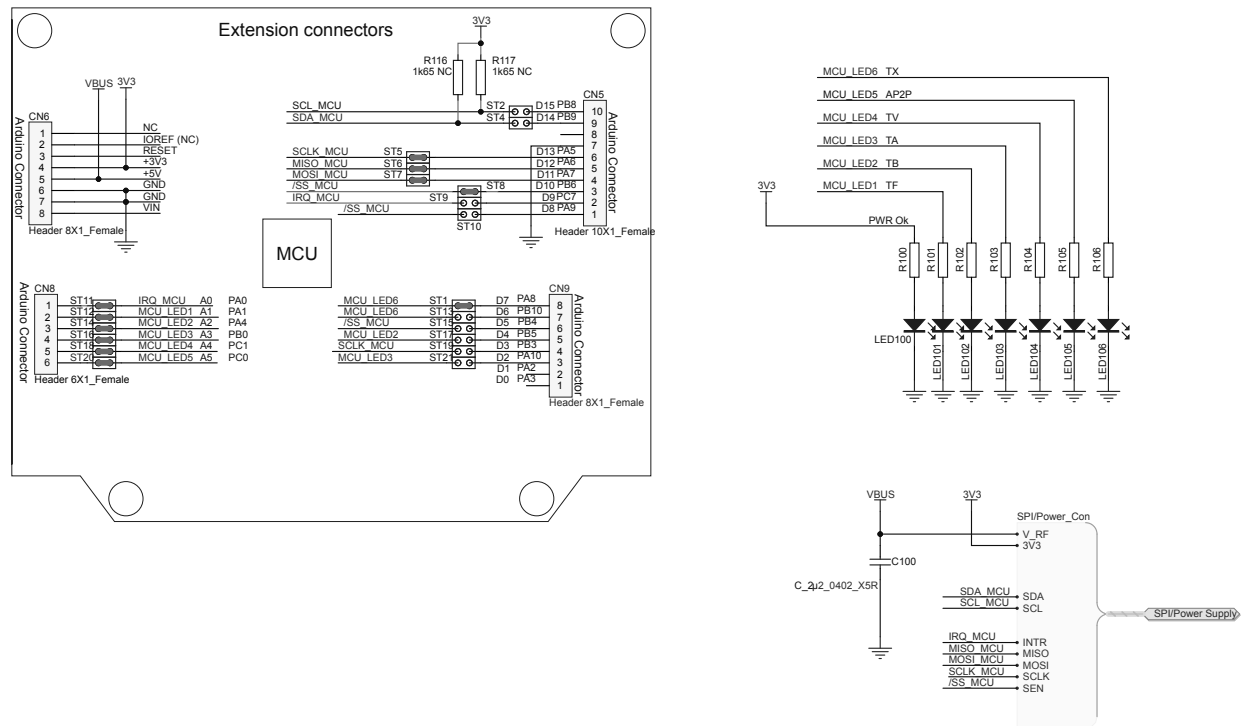 Extension connectors
3V3
R116
1k65 NC
R117
1k65 NC
VBUS
3V3
CN6
Arduino Connector
1 NC
2 IOREF (NC)
3 RESET
4 +3V3
5 +5V
6 GND
7 GND
8 VIN
Header 8X1_Female
CN5
SCL_MCU ST2 D15 PB8 10
SDA_MCU ST4 D14 PB9 9
8
7
SCLK_MCU ST5 D13 PA5 6
MISO_MCU ST6 D12 PA6 5
MOSI_MCU ST7 D11 PA7 4
/SS_MCU ST8 D10 PB6 3
IRQ_MCU ST9 D9 PC7 2
/SS_MCU ST10 D8 PA9 1
Arduino Connector
Header 10X1_Female
MCU
CN8
Arduino Connector
1 ST11 IRQ_MCU A0 PA0
2 ST12 MCU_LED1 A1 PA1
3 ST14 MCU_LED2 A2 PA4
4 ST16 MCU_LED3 A3 PB0
5 ST18 MCU_LED4 A4 PC1
6 ST20 MCU_LED5 A5 PC0
Header 6X1_Female
CN9
MCU_LED6 ST1 D7 PA8 8
MCU_LED6 ST13 D6 PB10 7
/SS_MCU ST15 D5 PB4 6
MCU_LED2 ST17 D4 PB5 5
SCLK_MCU ST19 D3 PB3 4
MCU_LED3 ST21 D2 PA10 3
D1 PA2 2
D0 PA3 1
Arduino Connector
Header 8X1_Female
MCU_LED6 TX
MCU_LED5 AP2P
MCU_LED4 TV
MCU_LED3 TA
MCU_LED2 TB
MCU_LED1 TF
3V3
PWR Ok
R100
R101
R102
R103
R104
R105
R106
LED100
LED101
LED102
LED103
LED104
LED105
LED106
VBUS
3V3
SPI/Power_Con
V_RF
3V3
C100
C_2µ2_0402_X5R
SDA_MCU SDA
SCL_MCU SCL
SPI/Power Supply
IRQ_MCU INTR
MISO_MCU MISO
MOSI_MCU MOSI
SCLK_MCU SCLK
/SS_MCU SEN